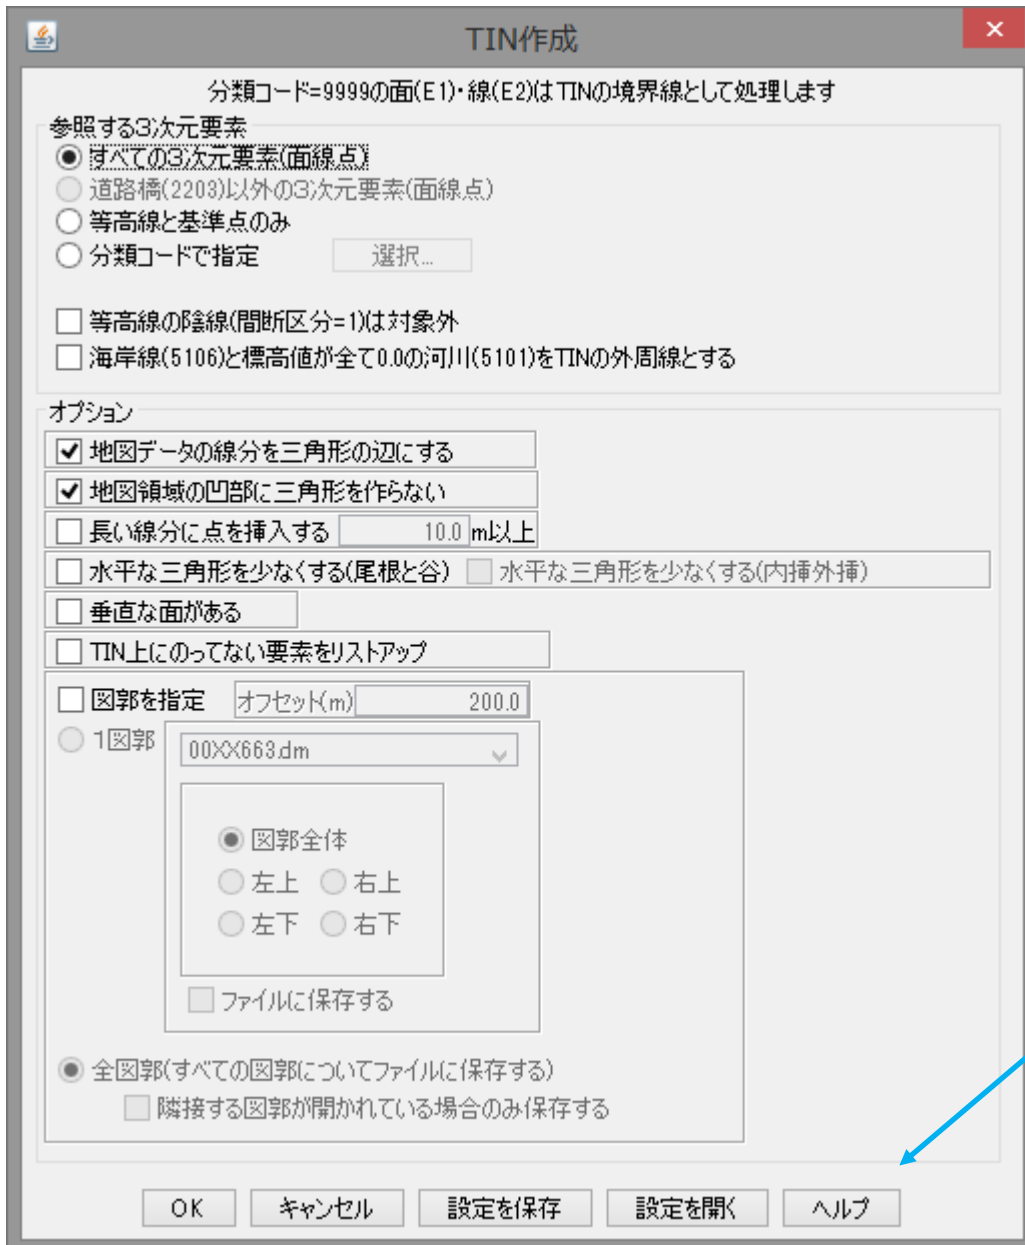 TIN作成
分類コード=9999の面(E1)・線(E2)はTINの境界線として処理します
参照する3次元要素
すべての3次元要素(面線点)
道路橋(2203)以外の3次元要素(面線点)
等高線と基準点のみ
分類コードで指定 選択...
等高線の陰線(間断区分=1)は対象外
海岸線(5106)と標高値が全て0.0の河川(5101)をTINの外周線とする
オプション
地図データの線分を三角形の辺にする
地図領域の凹部に三角形を作らない
長い線分に点を挿入する 10.0 m以上
水平な三角形を少なくする(尾根と谷) 水平な三角形を少なくする(内挿外挿)
垂直な面がある
TIN上にのってない要素をリストアップ
図郭を指定 オフセット(m) 200.0
1図郭 00XX663.dm
図郭全体
左上 右上
左下 右下
ファイルに保存する
全図郭(すべての図郭についてファイルに保存する)
隣接する図郭が開かれている場合のみ保存する
OK キャンセル 設定を保存 設定を開く ヘルプ